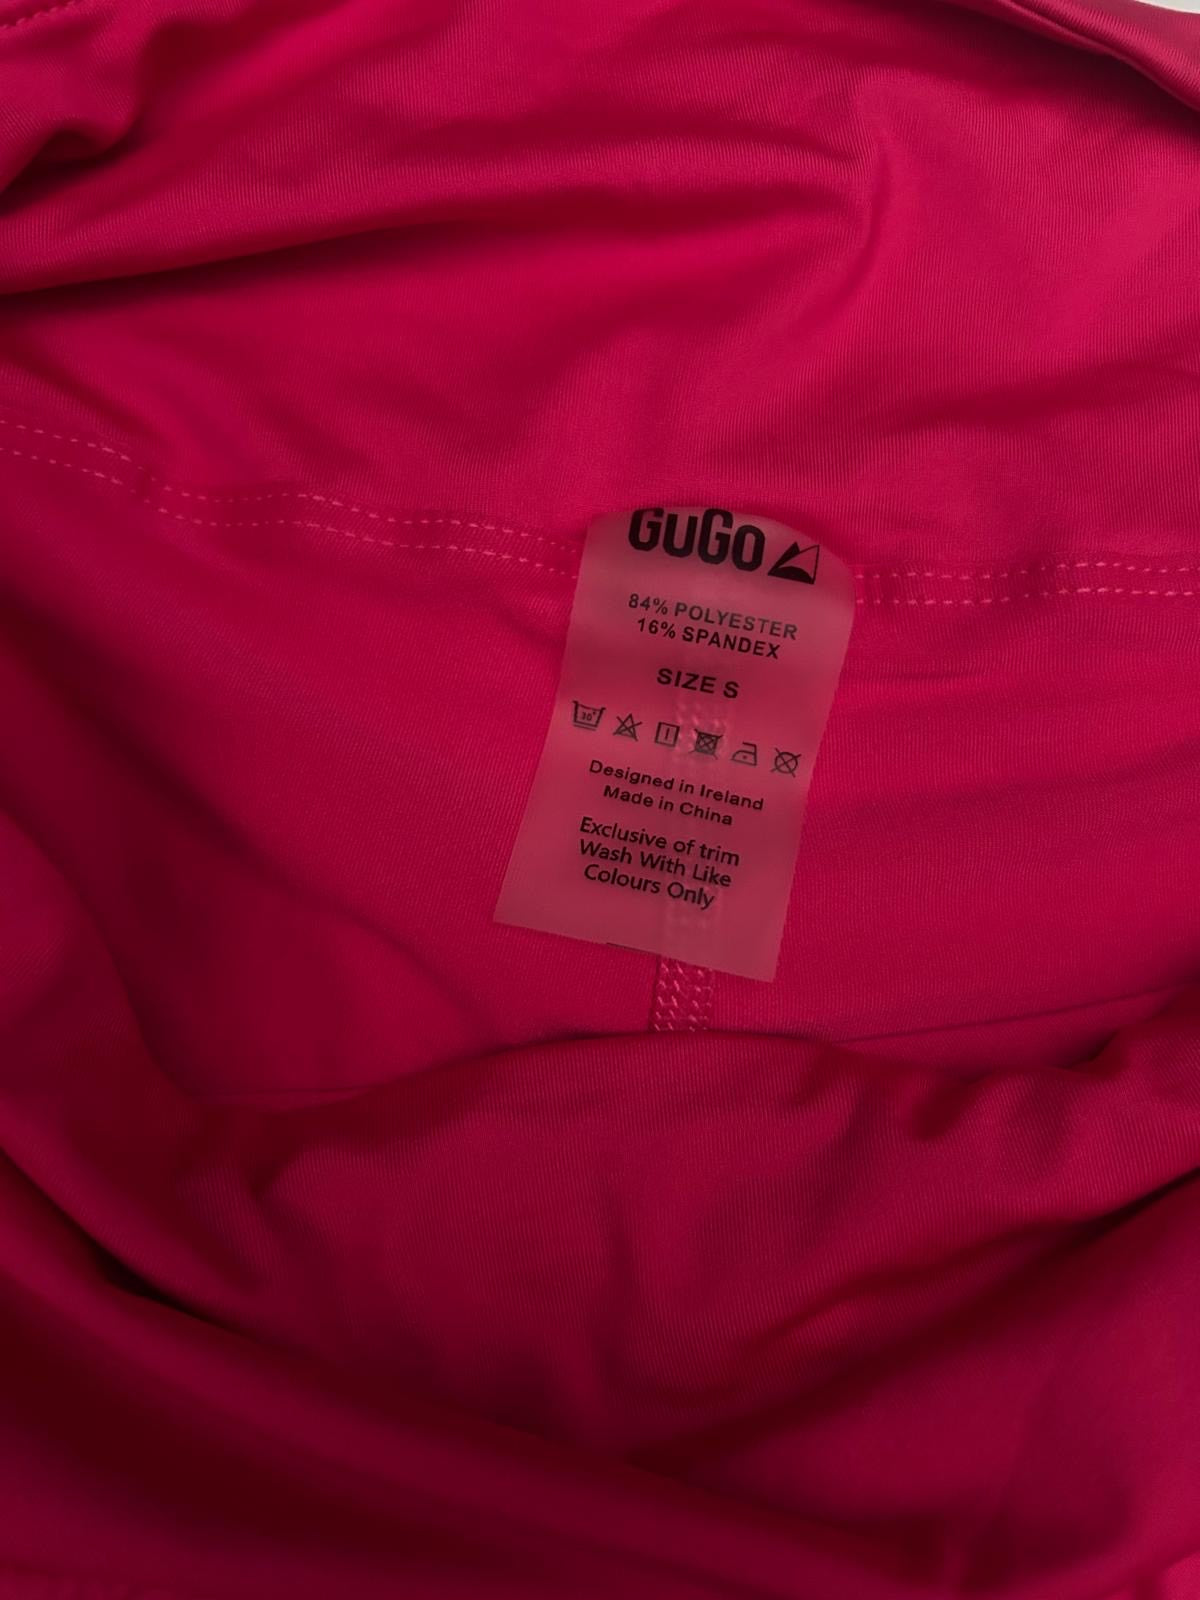 GuGo
84% POLYESTER
16% SPANDEX
SIZE S
30°
Designed in Ireland
Made in China
Exclusive of trim
Wash With Like
Colours Only